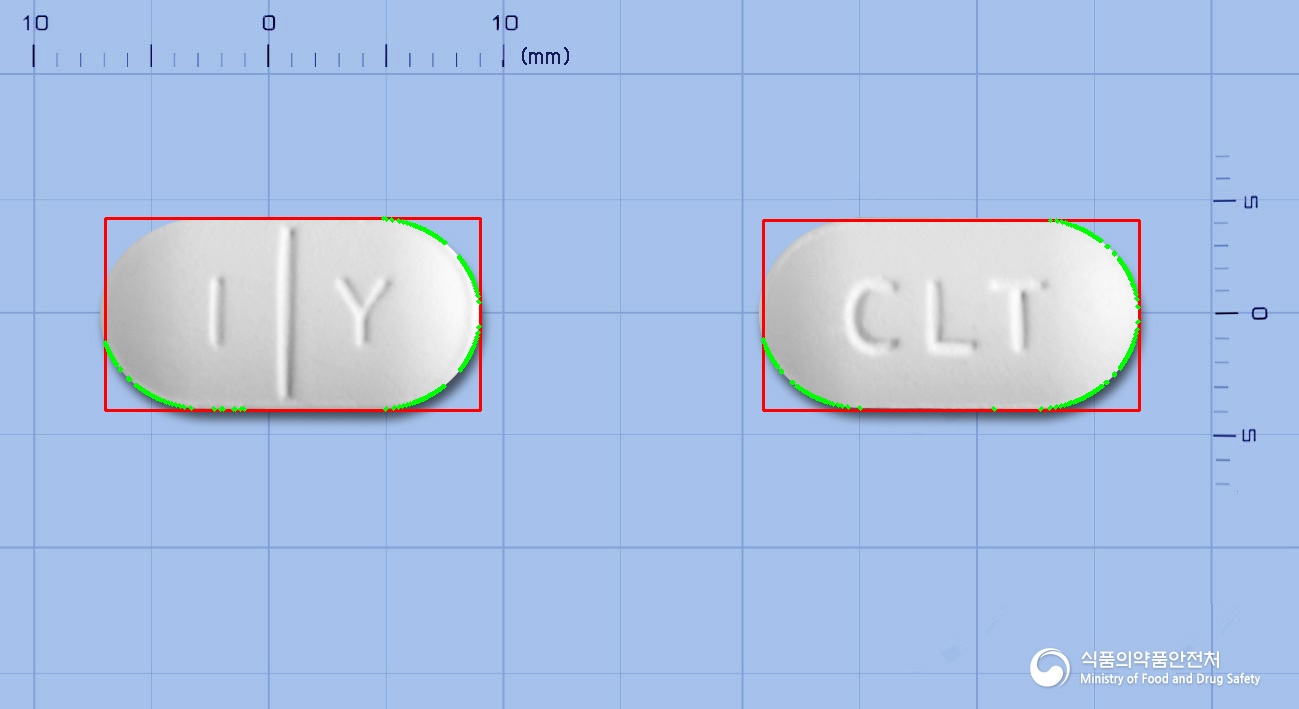 10 0 10 (mm)
I Y
CLT
5
0
5
식품의약품안전처
Ministry of Food and Drug Safety